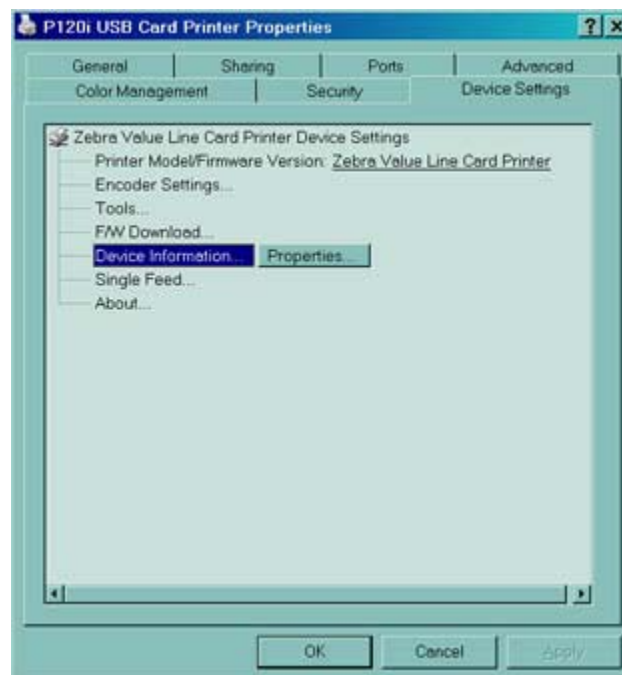 P120i USB Card Printer Properties
General Sharing Ports Advanced
Color Management Security Device Settings
Zebra Value Line Card Printer Device Settings
Printer Model/Firmware Version: Zebra Value Line Card Printer
Encoder Settings...
Tools...
F/W Download...
Device Information... Properties...
Single Feed...
About...
OK Cancel Apply